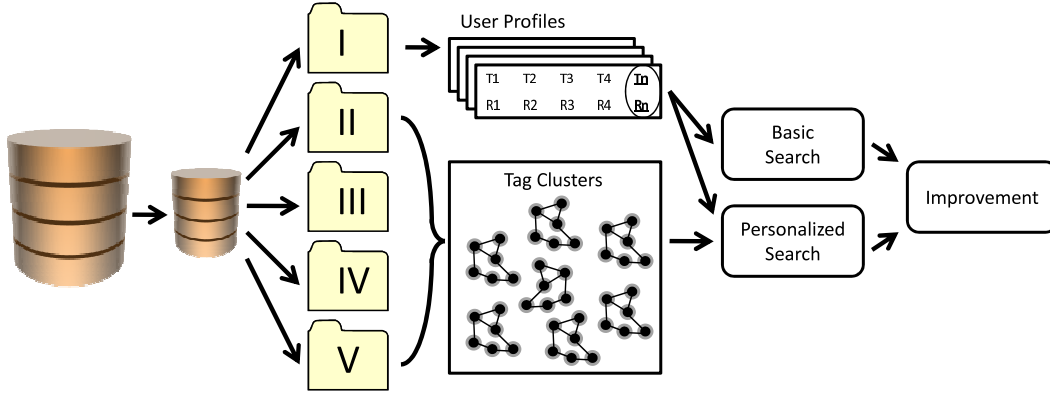 User Profiles
I
T1 T2 T3 T4 In
R1 R2 R3 R4 Rn
II
III
IV
V
Tag Clusters
Basic
Search
Personalized
Search
Improvement